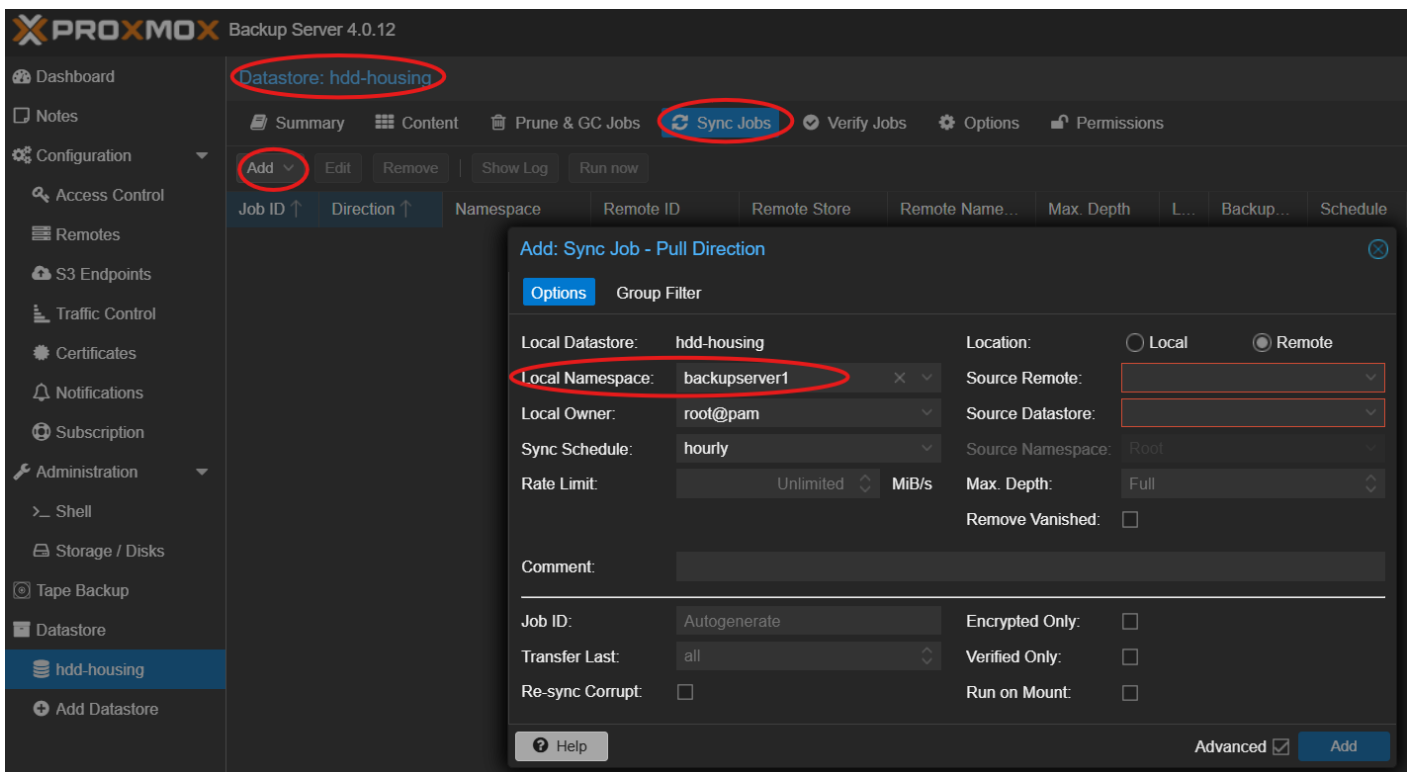 PROXMOX Backup Server 4.0.12
Dashboard
Notes
Configuration
Access Control
Remotes
S3 Endpoints
Traffic Control
Certificates
Notifications
Subscription
Administration
>_ Shell
Storage / Disks
Tape Backup
Datastore
hdd-housing
Add Datastore
Datastore: hdd-housing
Summary Content Prune & GC Jobs Sync Jobs Verify Jobs Options Permissions
Add Edit Remove Show Log Run now
Job ID ↑ Direction ↑ Namespace Remote ID Remote Store Remote Name... Max. Depth L... Backup... Schedule
Add: Sync Job - Pull Direction
Options Group Filter
Local Datastore: hdd-housing Location: Local Remote
Local Namespace: backupserver1 Source Remote:
Local Owner: root@pam Source Datastore:
Sync Schedule: hourly Source Namespace: Root
Rate Limit: Unlimited MiB/s Max. Depth: Full
Remove Vanished:
Comment:
Job ID: Autogenerate Encrypted Only:
Transfer Last: all Verified Only:
Re-sync Corrupt: Run on Mount:
Help Advanced Add